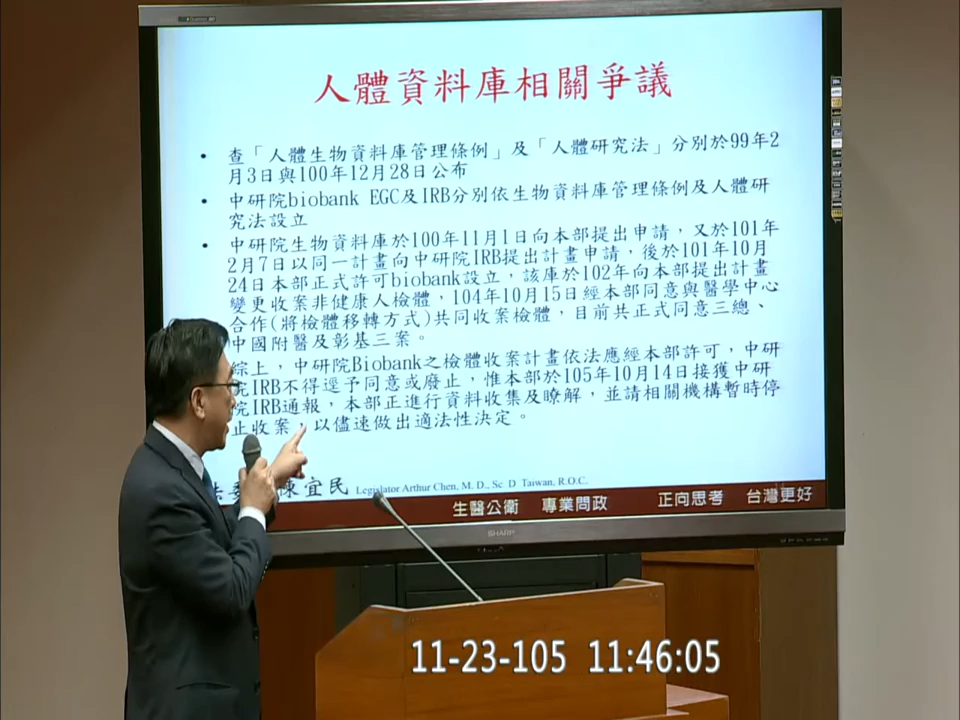 人體資料庫相關爭議
• 查「人體生物資料庫管理條例」及「人體研究法」分別於99年2
月3日與100年12月28日公布
• 中研院biobank EGC及IRB分別依生物資料庫管理條例及人體研
究法設立
• 中研院生物資料庫於100年11月1日向本部提出申請，又於101年
2月7日以同一計畫向中研院IRB提出計畫申請，後於101年10月
24日本部正式許可biobank設立，該庫於102年向本部提出計畫
變更收案非健康人檢體，104年10月15日經本部同意與醫學中心
合作(將檢體移轉方式)共同收案檢體，目前共正式同意三總、
中國附醫及彰基三案。
綜上，中研院Biobank之檢體收案計畫依法應經本部許可，中研
院IRB不得逕予同意或廢止，惟本部於105年10月14日接獲中研
院IRB通報，本部正進行資料收集及瞭解，並請相關機構暫時停
止收案，以儘速做出適法性決定。
陳宜民 Legislator Arthur Chen, M. D., Sc D Taiwan, R.O.C.
生醫公衛 專業問政 正向思考 台灣更好
SHARP
11-23-105 11:46:05